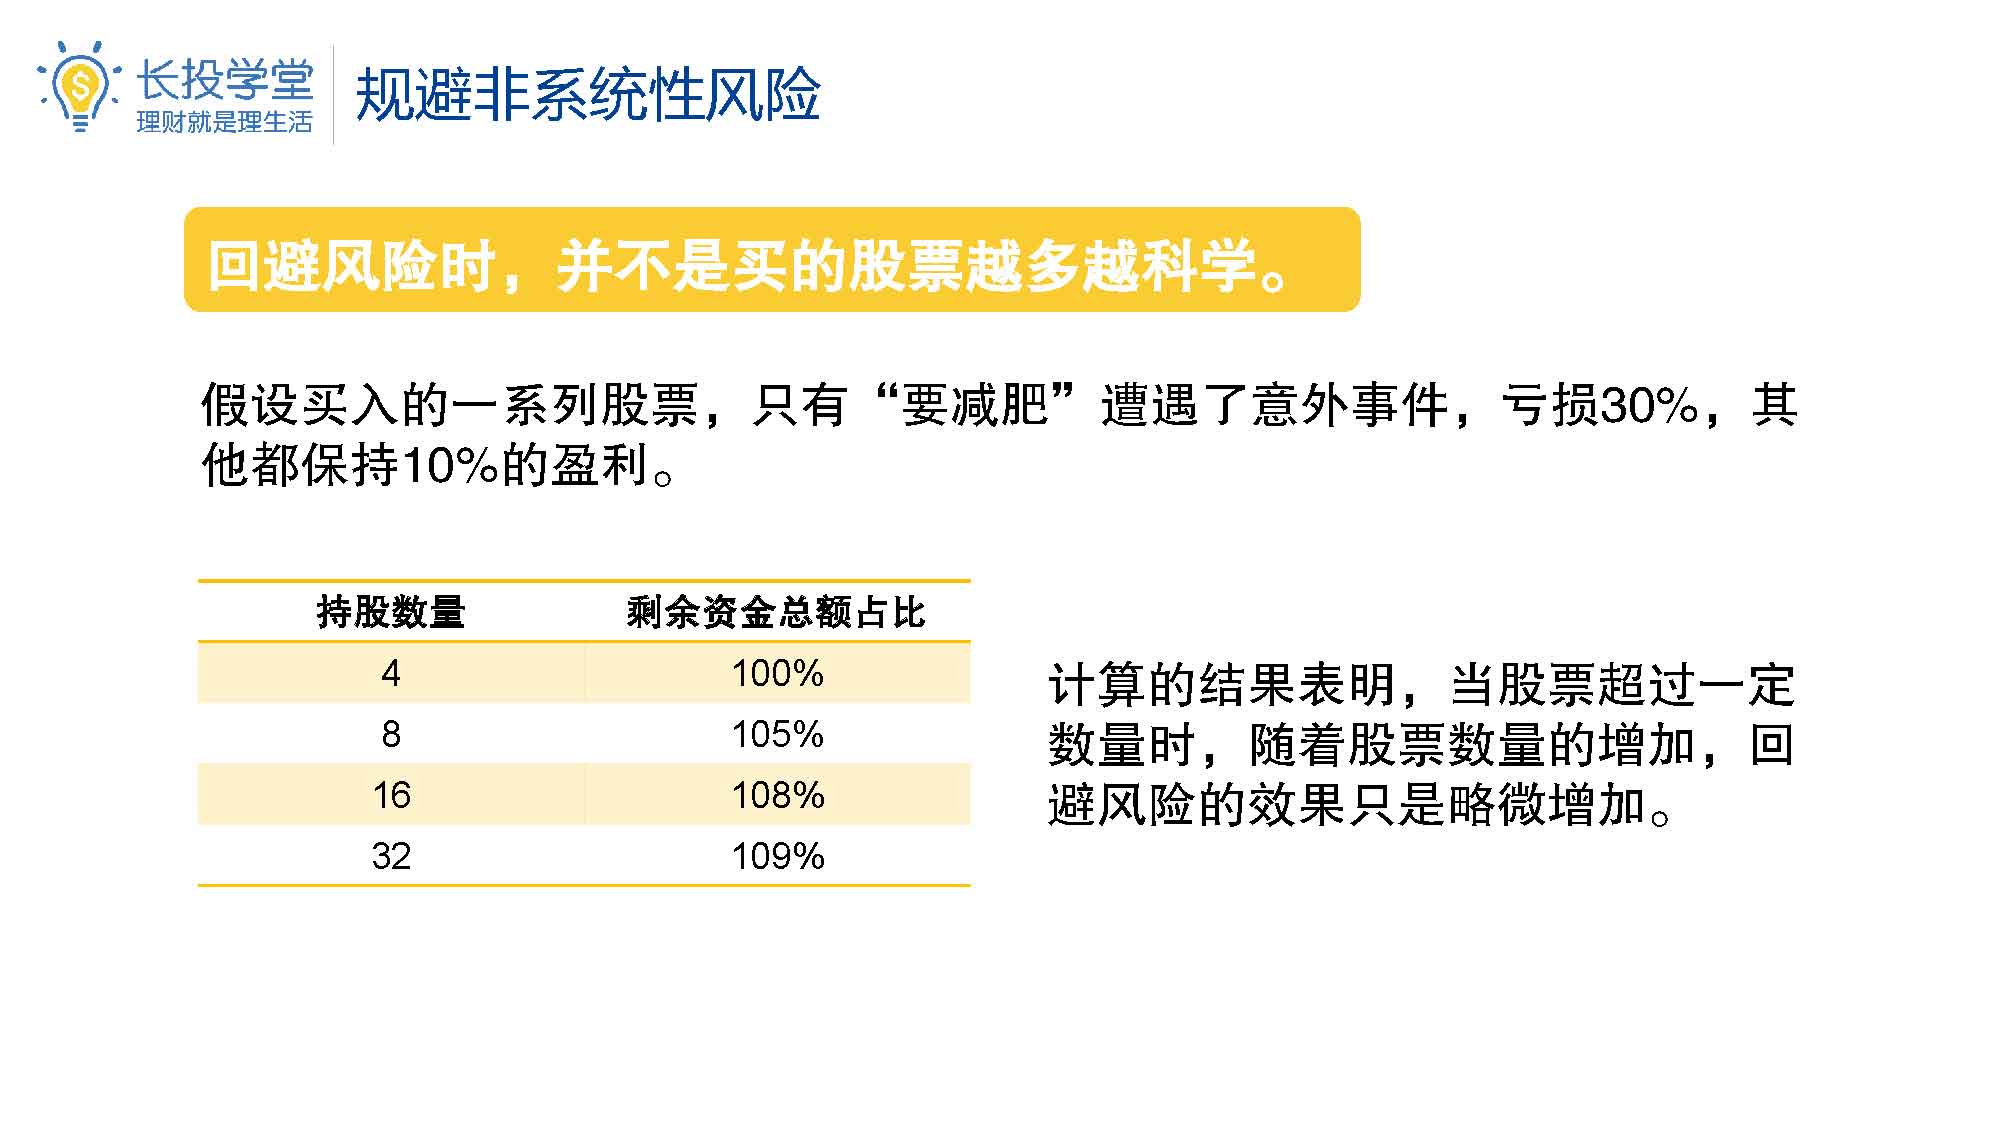 长投学堂
理财就是理生活
规避非系统性风险
回避风险时，并不是买的股票越多越科学。
假设买入的一系列股票，只有“要减肥”遭遇了意外事件，亏损30%，其
他都保持10%的盈利。
持股数量 剩余资金总额占比
4 100%
8 105%
16 108%
32 109%
计算的结果表明，当股票超过一定
数量时，随着股票数量的增加，回
避风险的效果只是略微增加。